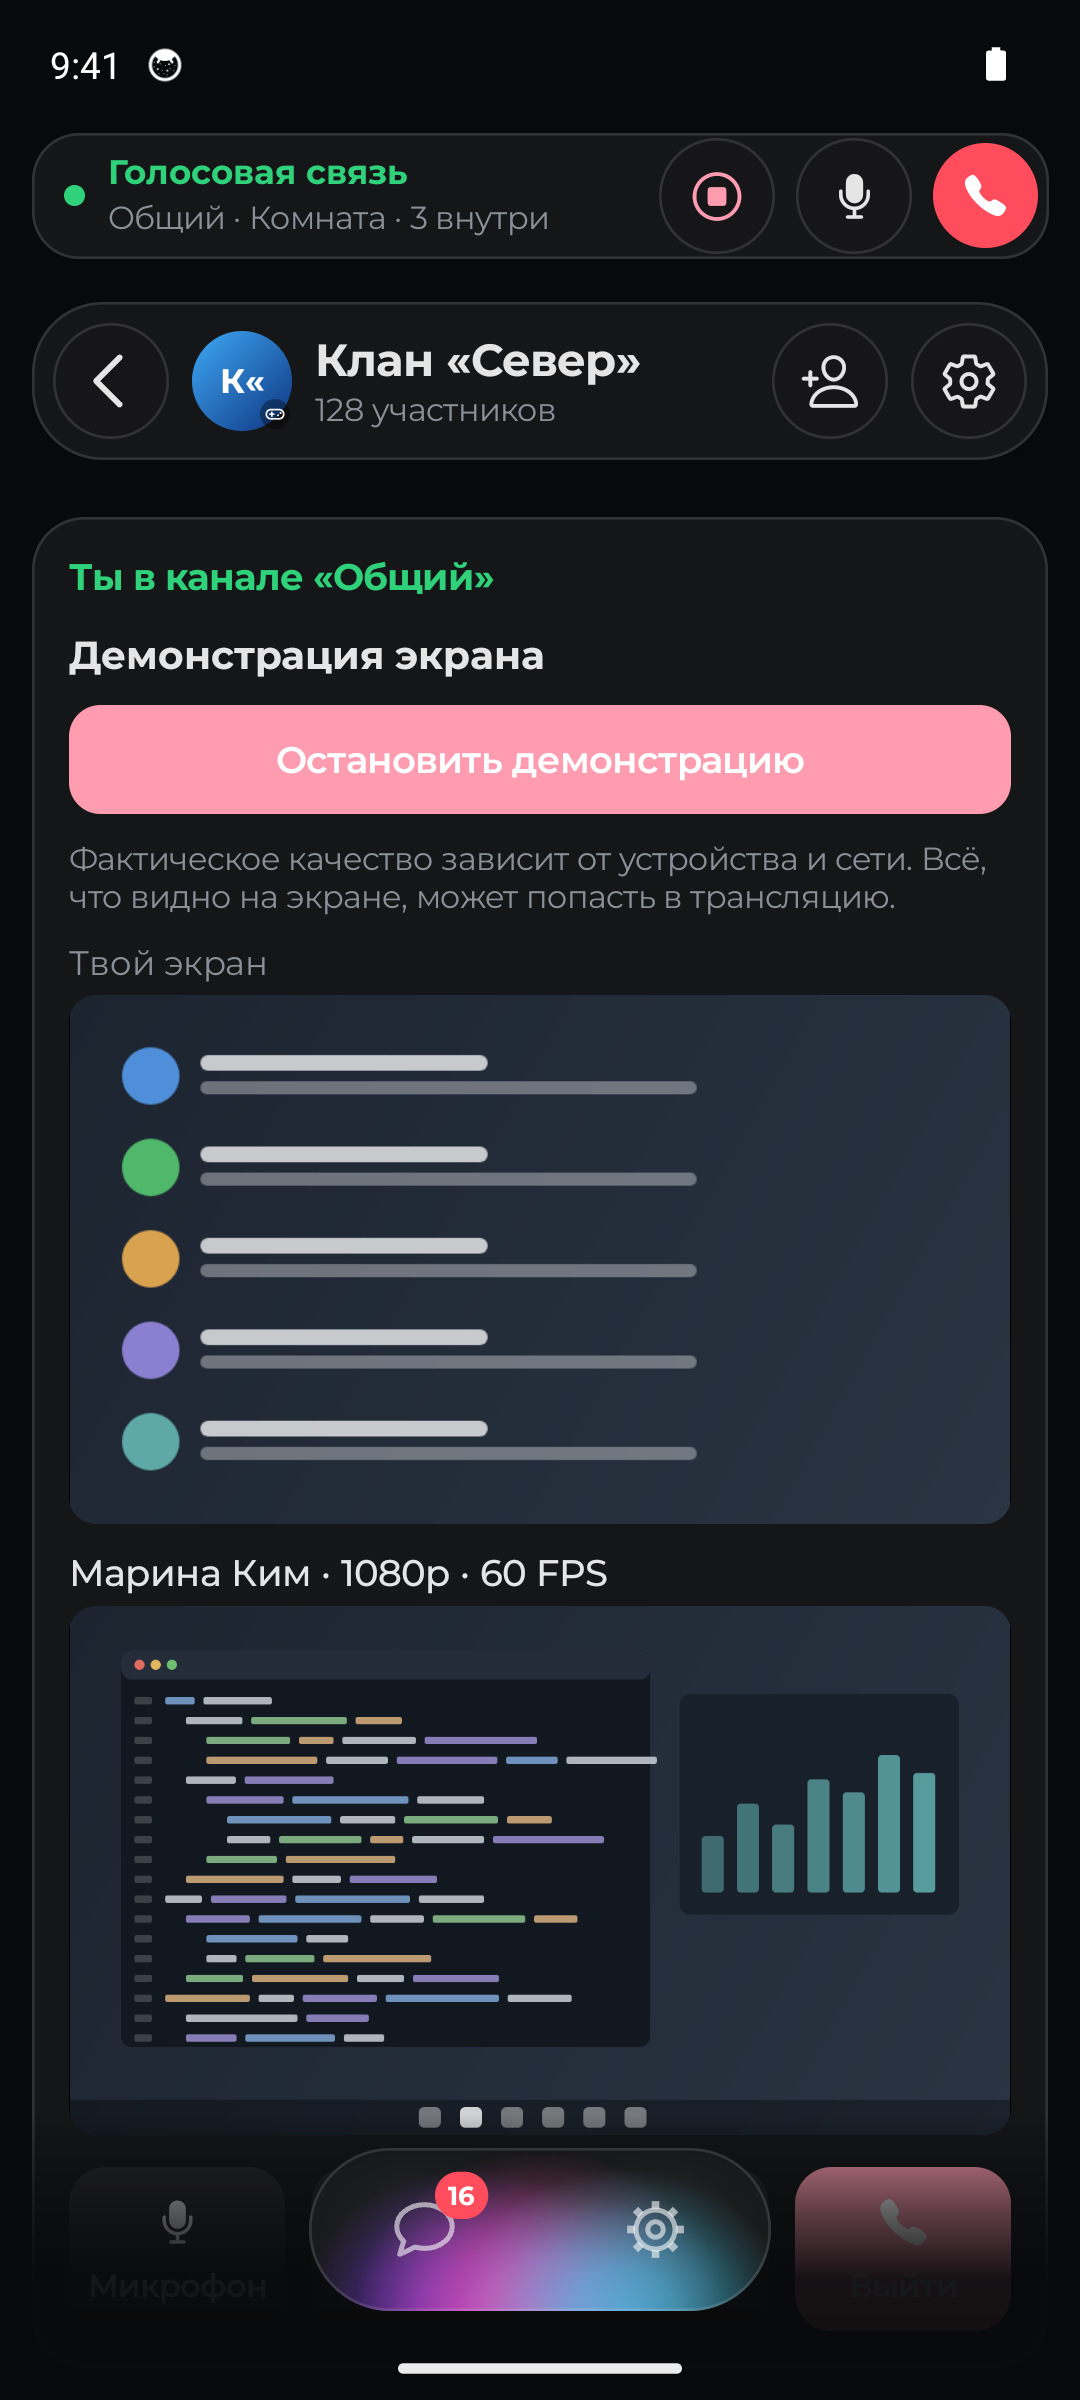 9:41
Голосовая связь
Общий · Комната · 3 внутри
К«
Клан «Север»
128 участников
Ты в канале «Общий»
Демонстрация экрана
Остановить демонстрацию
Фактическое качество зависит от устройства и сети. Всё,
что видно на экране, может попасть в трансляцию.
Твой экран
Марина Ким · 1080p · 60 FPS
16
Микрофон
Выйти